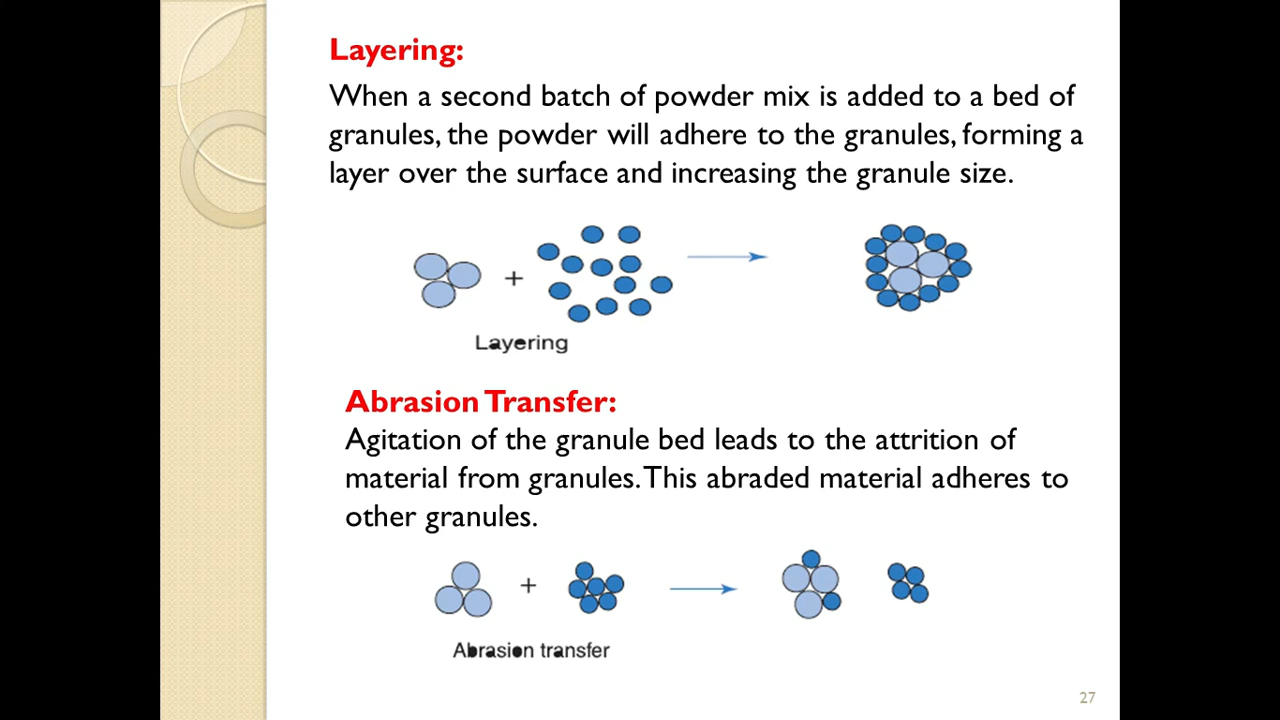 Layering:
When a second batch of powder mix is added to a bed of
granules, the powder will adhere to the granules, forming a
layer over the surface and increasing the granule size.
+
Layering
Abrasion Transfer:
Agitation of the granule bed leads to the attrition of
material from granules. This abraded material adheres to
other granules.
+
Abrasion transfer
27